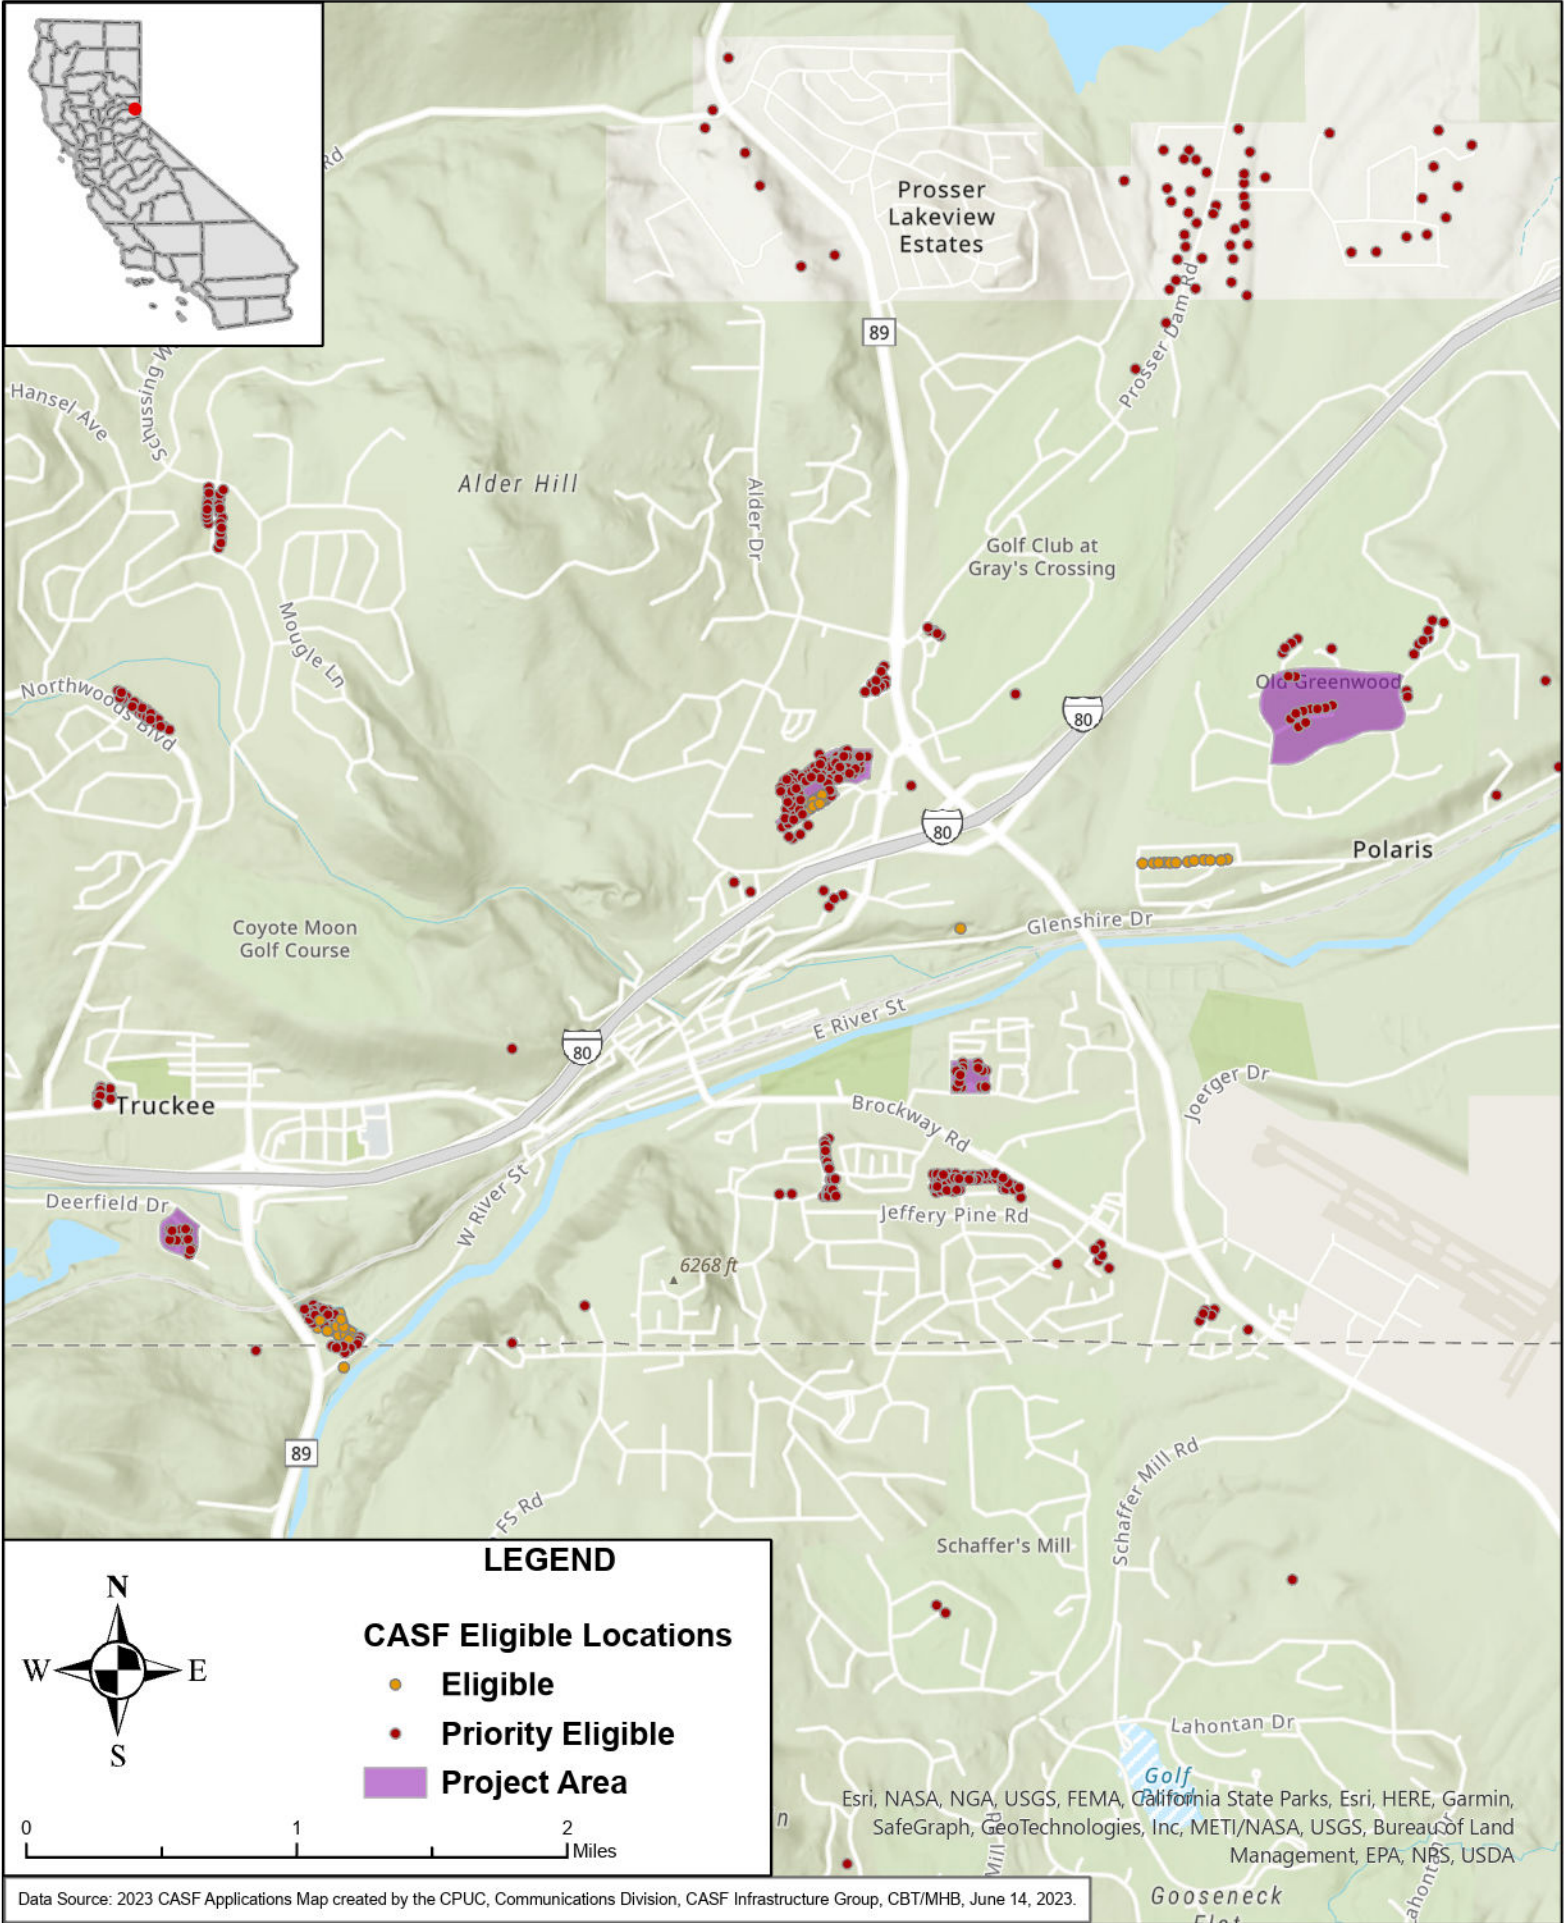 Rd
Prosser
Lakeview
Estates
89
Prosser Dam Rd
Hansel Ave
Alder Hill
Alder Dr
Golf Club at
Gray's Crossing
Mougle Ln
Northwoods Blvd
Old Greenwood
80
80
Polaris
Coyote Moon
Golf Course
Glenshire Dr
E River St
80
Truckee
Joerger Dr
Brockway Rd
Deerfield Dr
W River St
Jeffery Pine Rd
6268 ft
89
Schaffer Mill Rd
FS Rd
Schaffer's Mill
LEGEND
N
W
E
S
CASF Eligible Locations
Eligible
Priority Eligible
Project Area
0
1
2
Miles
Lahontan Dr
Golf
n
Mill Rd
Esri, NASA, NGA, USGS, FEMA, California State Parks, Esri, HERE, Garmin,
SafeGraph, GeoTechnologies, Inc, METI/NASA, USGS, Bureau of Land
Management, EPA, NPS, USDA
Gooseneck
Data Source: 2023 CASF Applications Map created by the CPUC, Communications Division, CASF Infrastructure Group, CBT/MHB, June 14, 2023.